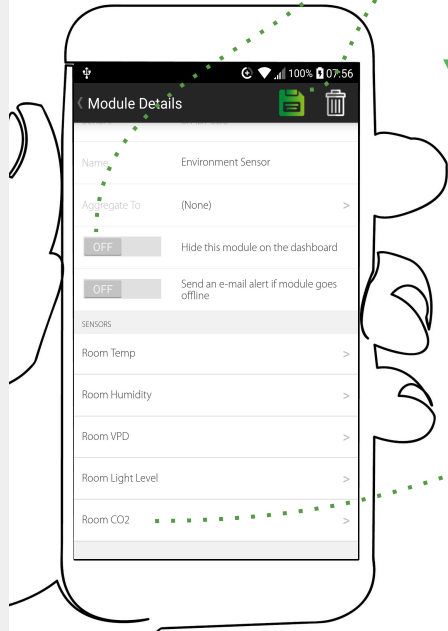 100% 07:56
Module Details
Name Environment Sensor
Aggregate To (None) >
OFF Hide this module on the dashboard
OFF Send an e-mail alert if module goes
offline
SENSORS
Room Temp >
Room Humidity >
Room VPD >
Room Light Level >
Room CO2 >